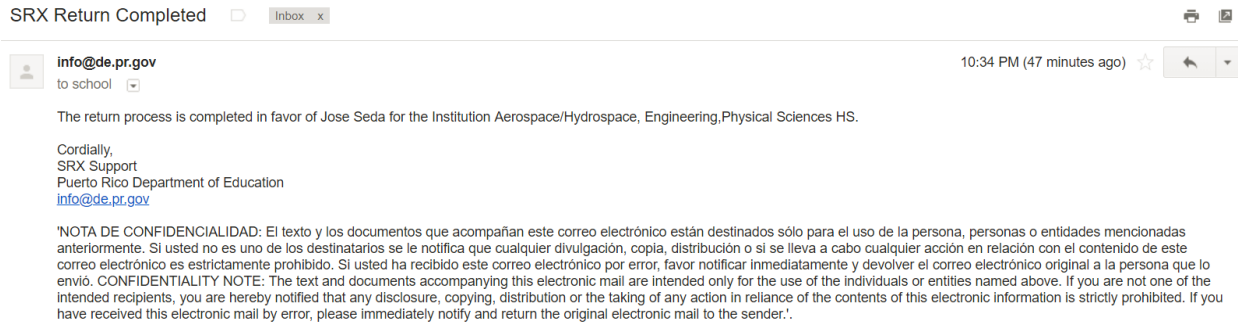 SRX Return Completed
Inbox x
info@de.pr.gov
10:34 PM (47 minutes ago)
to school
The return process is completed in favor of Jose Seda for the Institution Aerospace/Hydrospace, Engineering,Physical Sciences HS.
Cordially,
SRX Support
Puerto Rico Department of Education
info@de.pr.gov
'NOTA DE CONFIDENCIALIDAD: El texto y los documentos que acompañan este correo electrónico están destinados sólo para el uso de la persona, personas o entidades mencionadas
anteriormente. Si usted no es uno de los destinatarios se le notifica que cualquier divulgación, copia, distribución o si se lleva a cabo cualquier acción en relación con el contenido de este
correo electrónico es estrictamente prohibido. Si usted ha recibido este correo electrónico por error, favor notificar inmediatamente y devolver el correo electrónico original a la persona que lo
envió. CONFIDENTIALITY NOTE: The text and documents accompanying this electronic mail are intended only for the use of the individuals or entities named above. If you are not one of the
intended recipients, you are hereby notified that any disclosure, copying, distribution or the taking of any action in reliance of the contents of this electronic information is strictly prohibited. If you
have received this electronic mail by error, please immediately notify and return the original electronic mail to the sender.'.